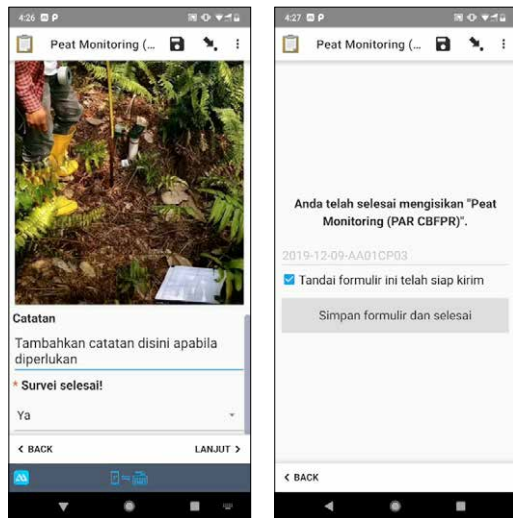 4:26
Peat Monitoring (...
Catatan
Tambahkan catatan disini apabila
diperlukan
* Survei selesai!
Ya
< BACK
LANJUT >
4:27
Peat Monitoring (...
Anda telah selesai mengisikan "Peat
Monitoring (PAR CBFPR)".
2019-12-09-AA01CP03
Tandai formulir ini telah siap kirim
Simpan formulir dan selesai
< BACK